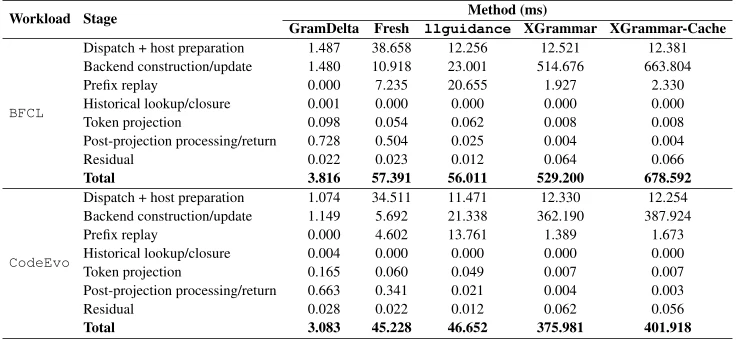 Workload Stage Method (ms)
GramDelta Fresh llguidance XGrammar XGrammar-Cache
BFCL
Dispatch + host preparation 1.487 38.658 12.256 12.521 12.381
Backend construction/update 1.480 10.918 23.001 514.676 663.804
Prefix replay 0.000 7.235 20.655 1.927 2.330
Historical lookup/closure 0.001 0.000 0.000 0.000 0.000
Token projection 0.098 0.054 0.062 0.008 0.008
Post-projection processing/return 0.728 0.504 0.025 0.004 0.004
Residual 0.022 0.023 0.012 0.064 0.066
Total 3.816 57.391 56.011 529.200 678.592
CodeEvo
Dispatch + host preparation 1.074 34.511 11.471 12.330 12.254
Backend construction/update 1.149 5.692 21.338 362.190 387.924
Prefix replay 0.000 4.602 13.761 1.389 1.673
Historical lookup/closure 0.004 0.000 0.000 0.000 0.000
Token projection 0.165 0.060 0.049 0.007 0.007
Post-projection processing/return 0.663 0.341 0.021 0.004 0.003
Residual 0.028 0.022 0.012 0.062 0.056
Total 3.083 45.228 46.652 375.981 401.918